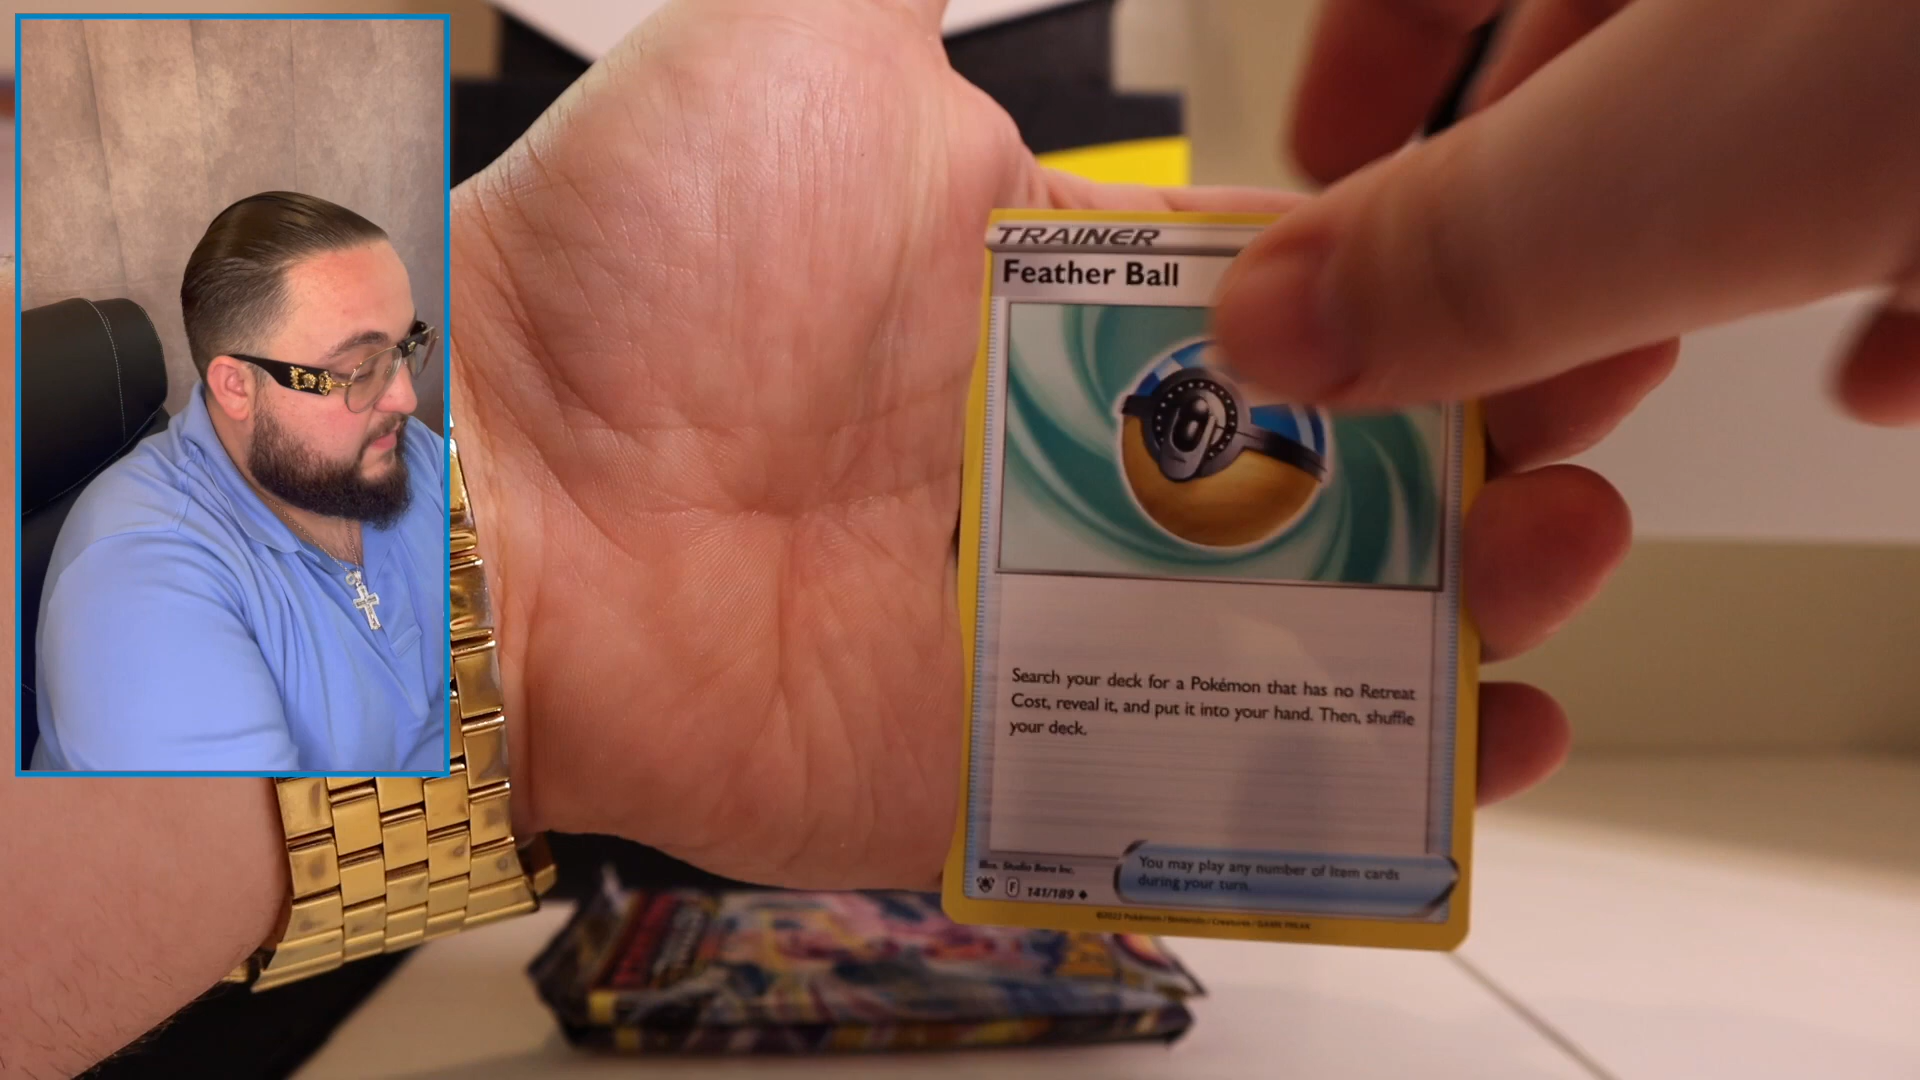 TRAINER
Feather Ball
Search your deck for a Pokémon that has no Retreat
Cost, reveal it, and put it into your hand. Then, shuffle
your deck.
You may play any number of Item cards
during your turn.
Illus. Studio Bora Inc.
F 141/189
©2022 Pokémon / Nintendo / Creatures / GAME FREAK